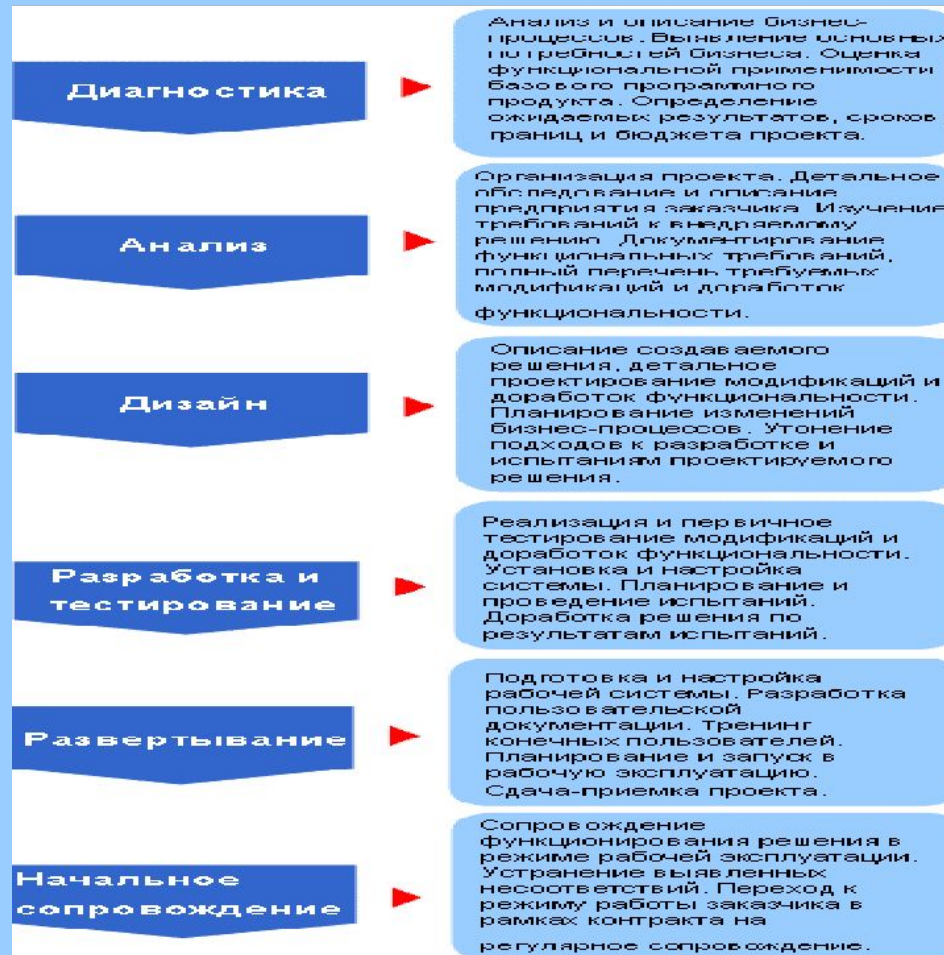 Диагностика
Анализ и описание бизнес-
процессов. Выявление основных
потребностей бизнеса. Оценка
функциональной применимости
базового программного
продукта. Определение
ожидаемых результатов, сроков
границ и бюджета проекта.
Анализ
Организация проекта. Детальное
обследование и описание
предприятия заказчика Изучение
требований к внедряемому
решению Документирование
функциональных требований,
полный перечень требуемых
модификаций и доработок
функциональности.
Дизайн
Описание создаваемого
решения, детальное
проектирование модификаций и
доработок функциональности.
Планирование изменений
бизнес-процессов. Утонение
подходов к разработке и
испытаниям проектируемого
решения.
Разработка и
тестирование
Реализация и первичное
тестирование модификаций и
доработок функциональности.
Установка и настройка
системы. Планирование и
проведение испытаний.
Доработка решения по
результатам испытаний.
Развертывание
Подготовка и настройка
рабочей системы. Разработка
пользовательской
документации. Тренинг
конечных пользователей.
Планирование и запуск в
рабочую эксплуатацию.
Сдача-приемка проекта.
Начальное
сопровождение
Сопровождение
функционирования решения в
режиме рабочей эксплуатации.
Устранение выявленных
несоответствий. Переход к
режиму работы заказчика в
рамках контракта на
регулярное сопровождение.